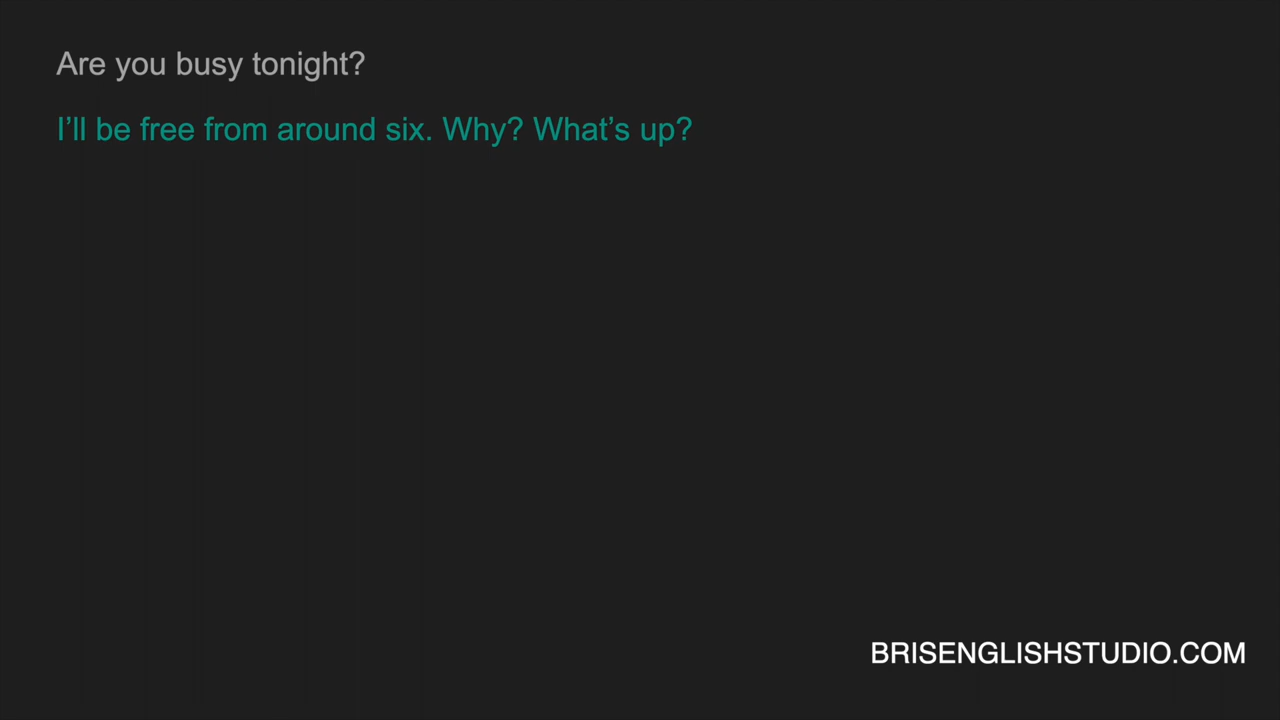 Are you busy tonight?
I’ll be free from around six. Why? What’s up?
BRISENGLISHSTUDIO.COM